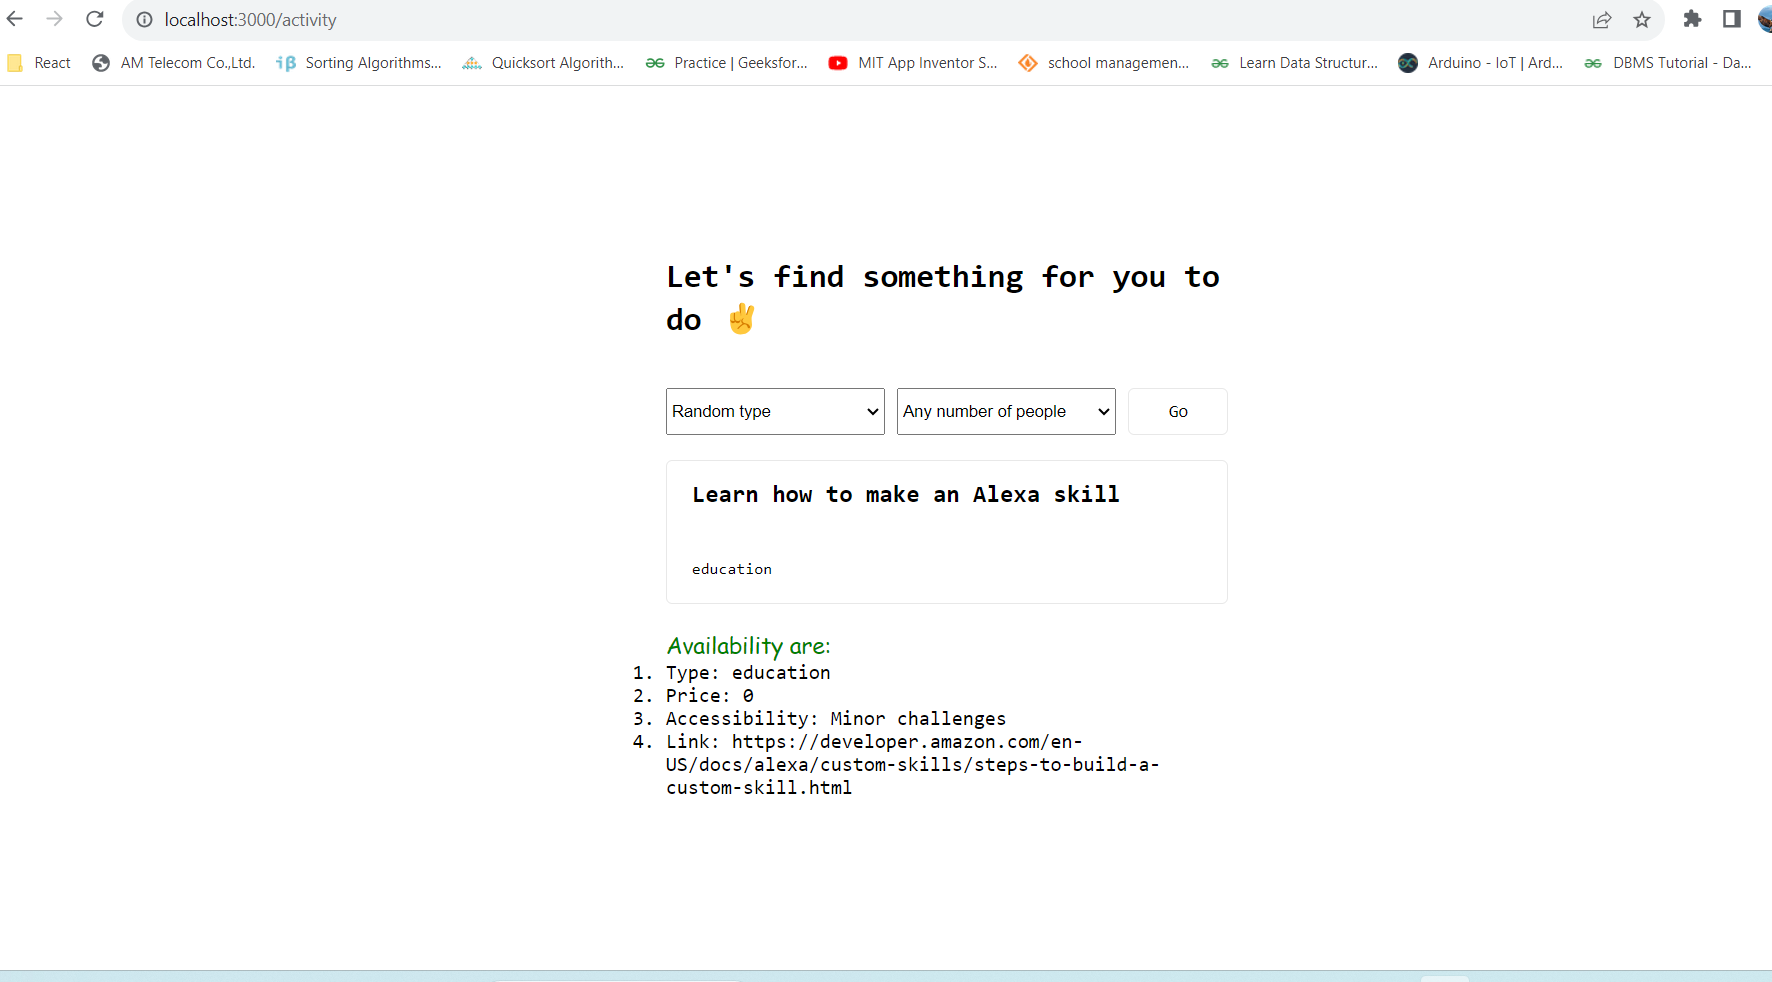 localhost:3000/activity
React
AM Telecom Co.,Ltd.
Sorting Algorithms...
Quicksort Algorith...
Practice | Geeksfor...
MIT App Inventor S...
school managemen...
Learn Data Structur...
Arduino - IoT | Ard...
DBMS Tutorial - Da...
Let's find something for you to
do ✌
Random type
Any number of people
Go
Learn how to make an Alexa skill
education
Availability are:
1. Type: education
2. Price: 0
3. Accessibility: Minor challenges
4. Link: https://developer.amazon.com/en-
US/docs/alexa/custom-skills/steps-to-build-a-
custom-skill.html